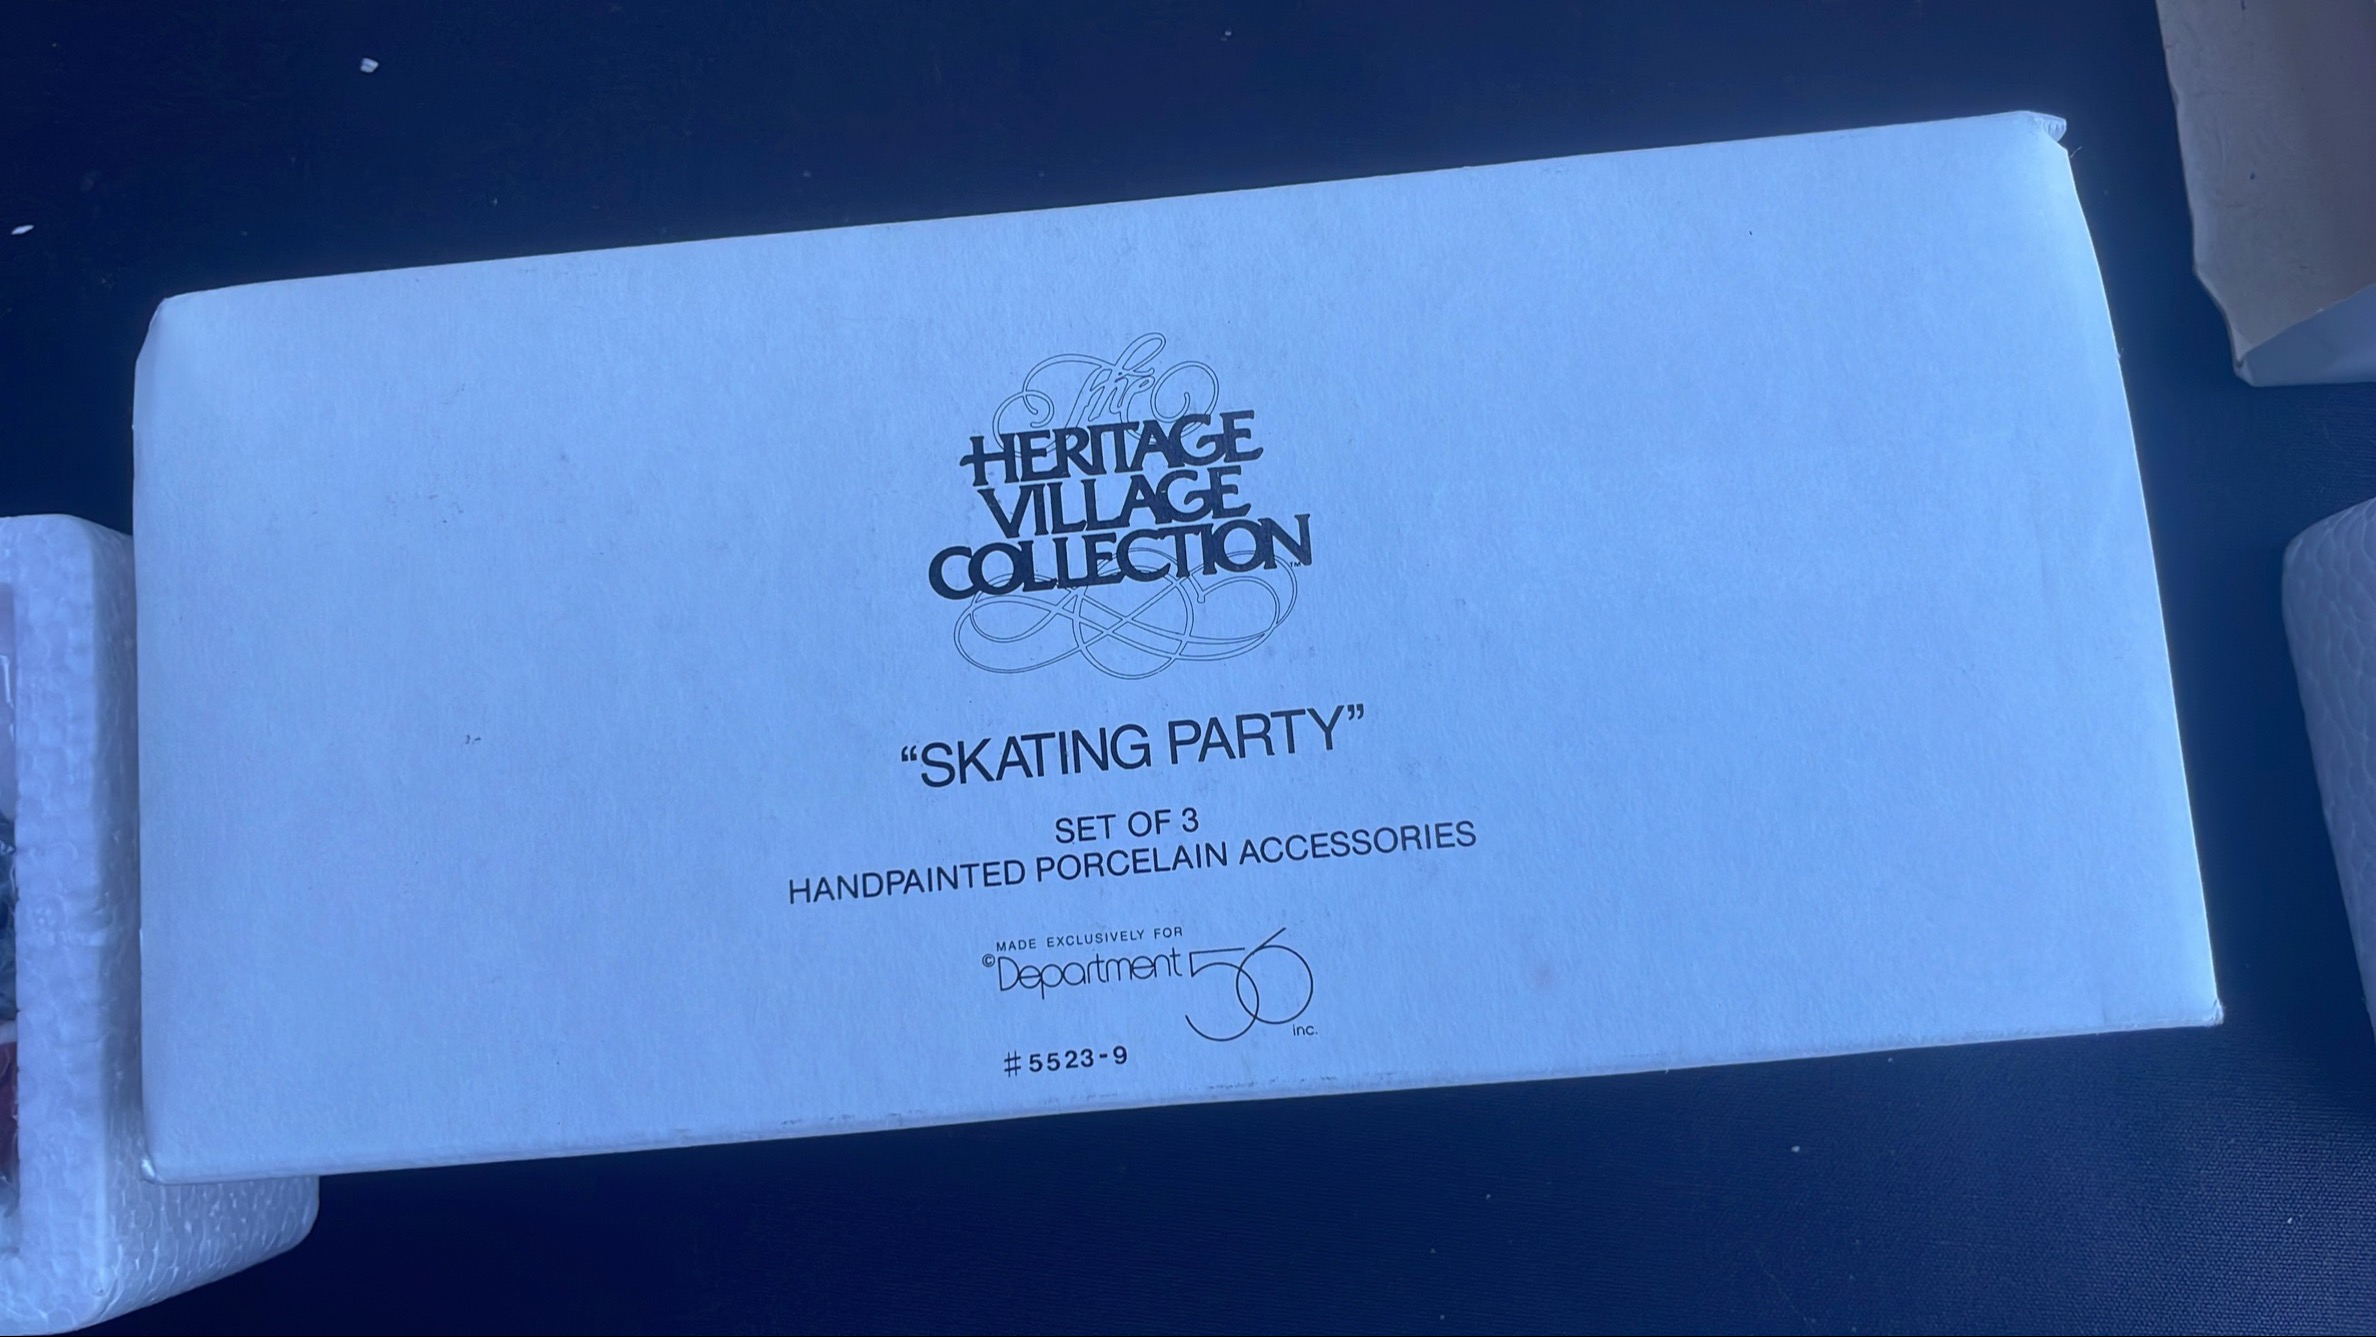 The
HERITAGE
VILLAGE
COLLECTION™
“SKATING PARTY”
SET OF 3
HANDPAINTED PORCELAIN ACCESSORIES
MADE EXCLUSIVELY FOR
©Department 56 inc.
#5523-9